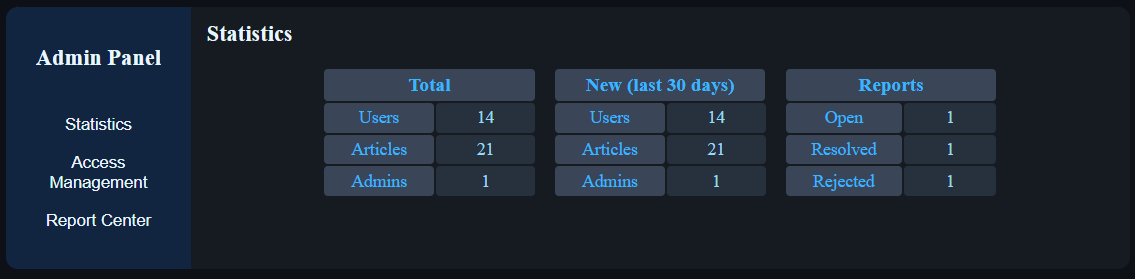 Admin Panel
Statistics
Access
Management
Report Center
Statistics
Total
Users 14
Articles 21
Admins 1
New (last 30 days)
Users 14
Articles 21
Admins 1
Reports
Open 1
Resolved 1
Rejected 1